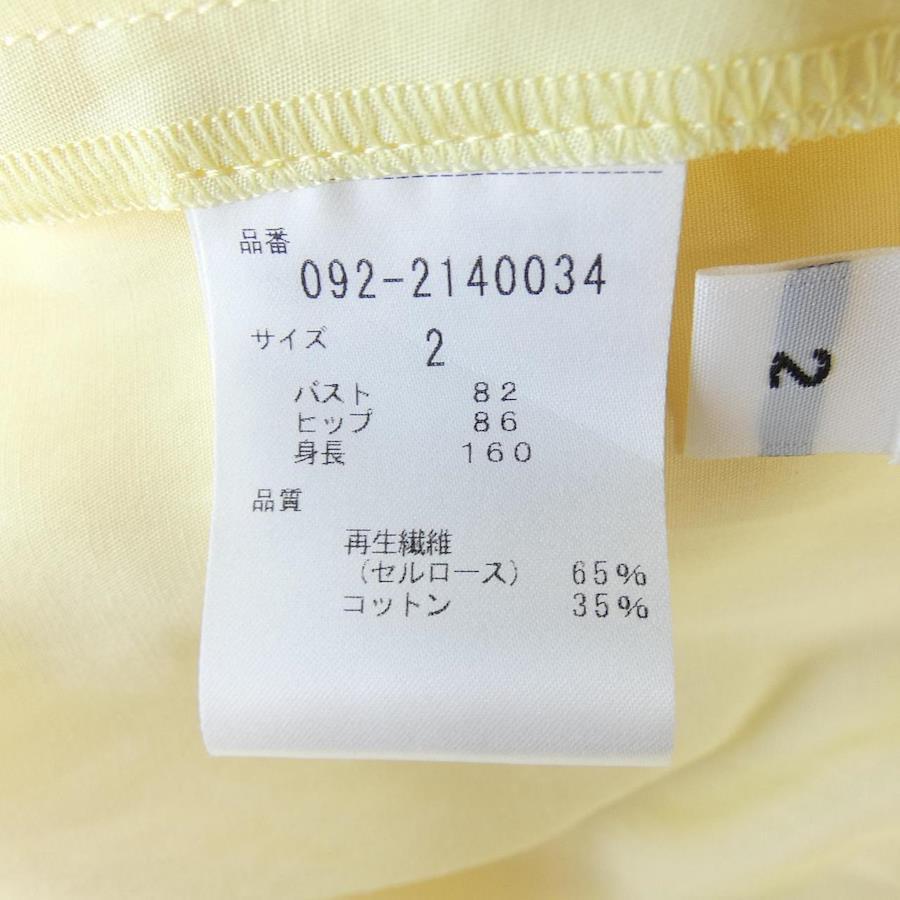 品番
092-2140034
サイズ 2
バスト 82
ヒップ 86
身長 160
品質
再生繊維
(セルロース) 65%
コットン 35%
2